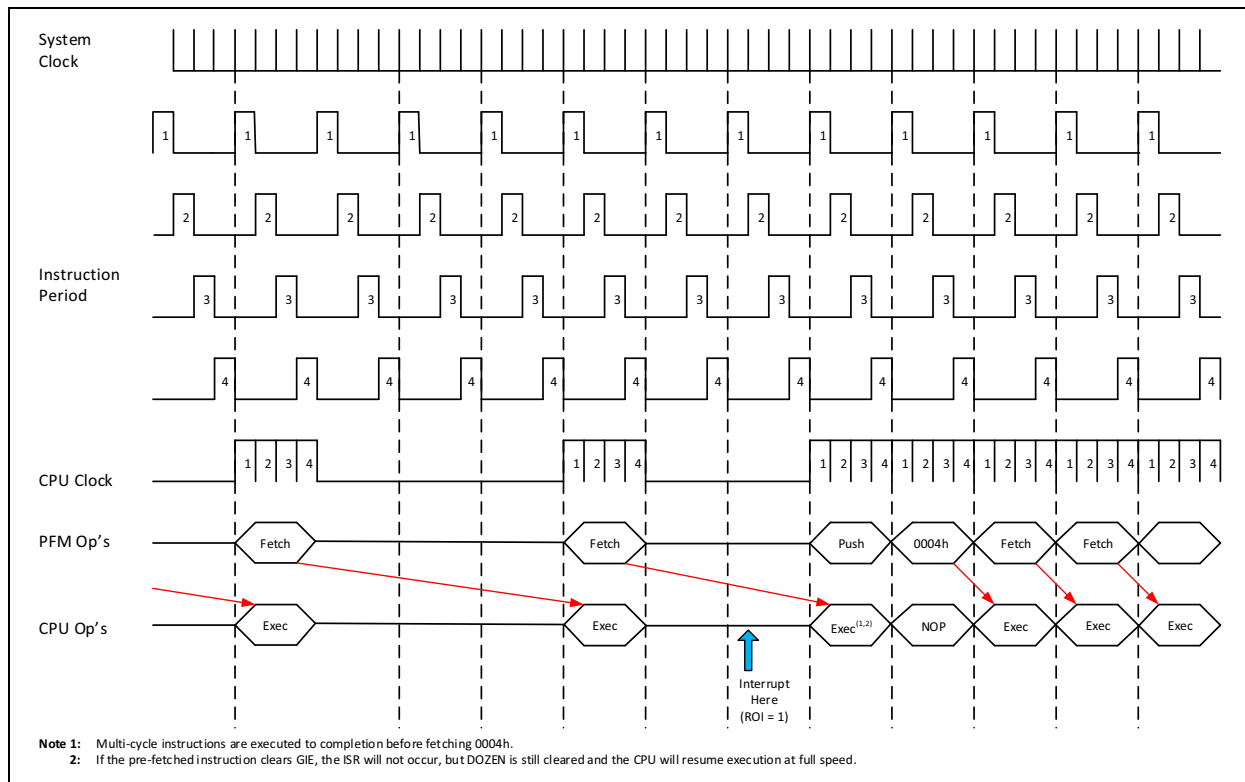 System
Clock
1 1 1 1 1 1 1 1 1 1 1 1 1
2 2 2 2 2 2 2 2 2 2 2 2 2
Instruction
Period
3 3 3 3 3 3 3 3 3 3 3 3 3
4 4 4 4 4 4 4 4 4 4 4 4 4
CPU Clock 1 2 3 4 1 2 3 4 1 2 3 4 1 2 3 4 1 2 3 4 1 2 3 4 1 2 3 4
PFM Op's Fetch Fetch Push 0004h Fetch Fetch
CPU Op's Exec Exec Exec(1,2) NOP Exec Exec Exec
Interrupt
Here
(ROI = 1)
Note 1: Multi-cycle instructions are executed to completion before fetching 0004h.
2: If the pre-fetched instruction clears GIE, the ISR will not occur, but DOZEN is still cleared and the CPU will resume execution at full speed.